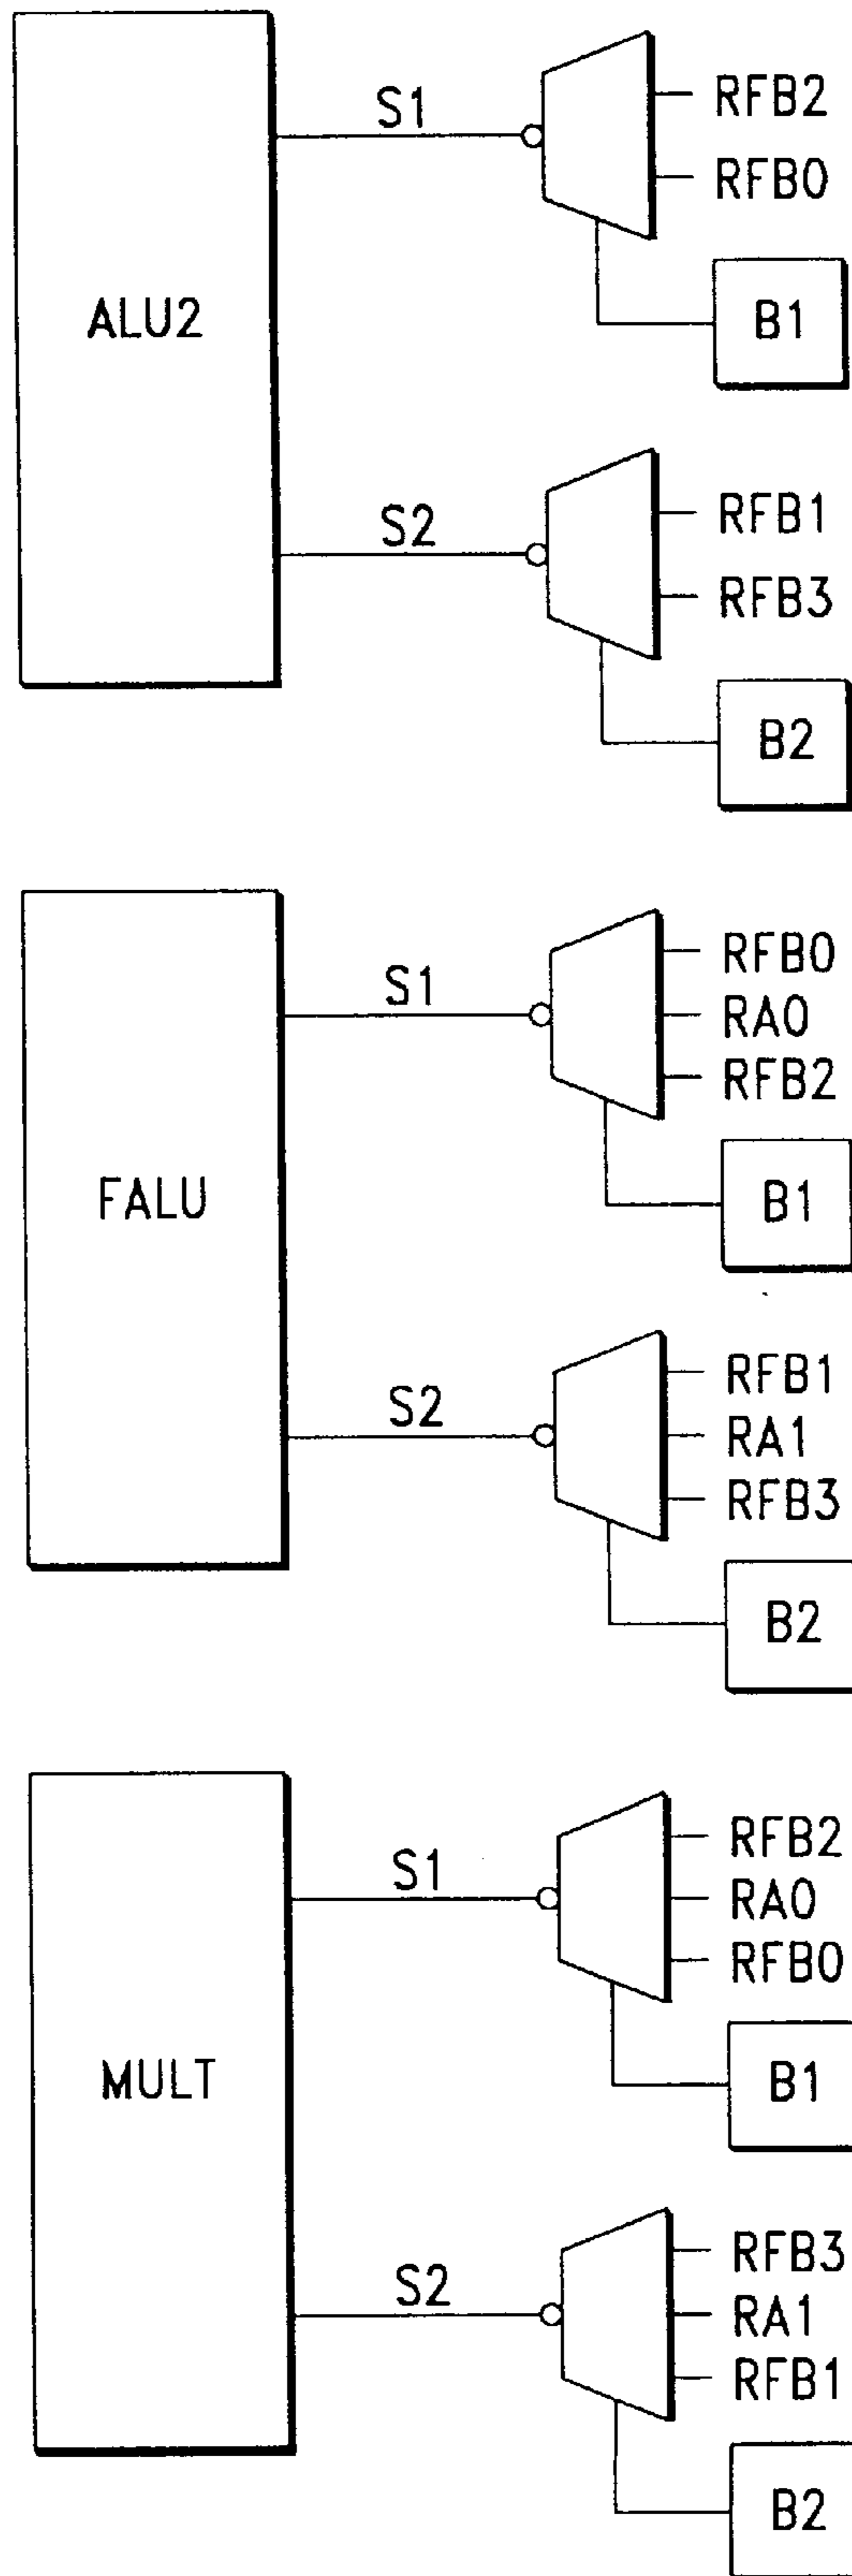 S1
RFB2
RFB0
ALU2
B1
S2
RFB1
RFB3
B2
S1
RFB0
RA0
RFB2
FALU
B1
S2
RFB1
RA1
RFB3
B2
S1
RFB2
RA0
RFB0
MULT
B1
S2
RFB3
RA1
RFB1
B2